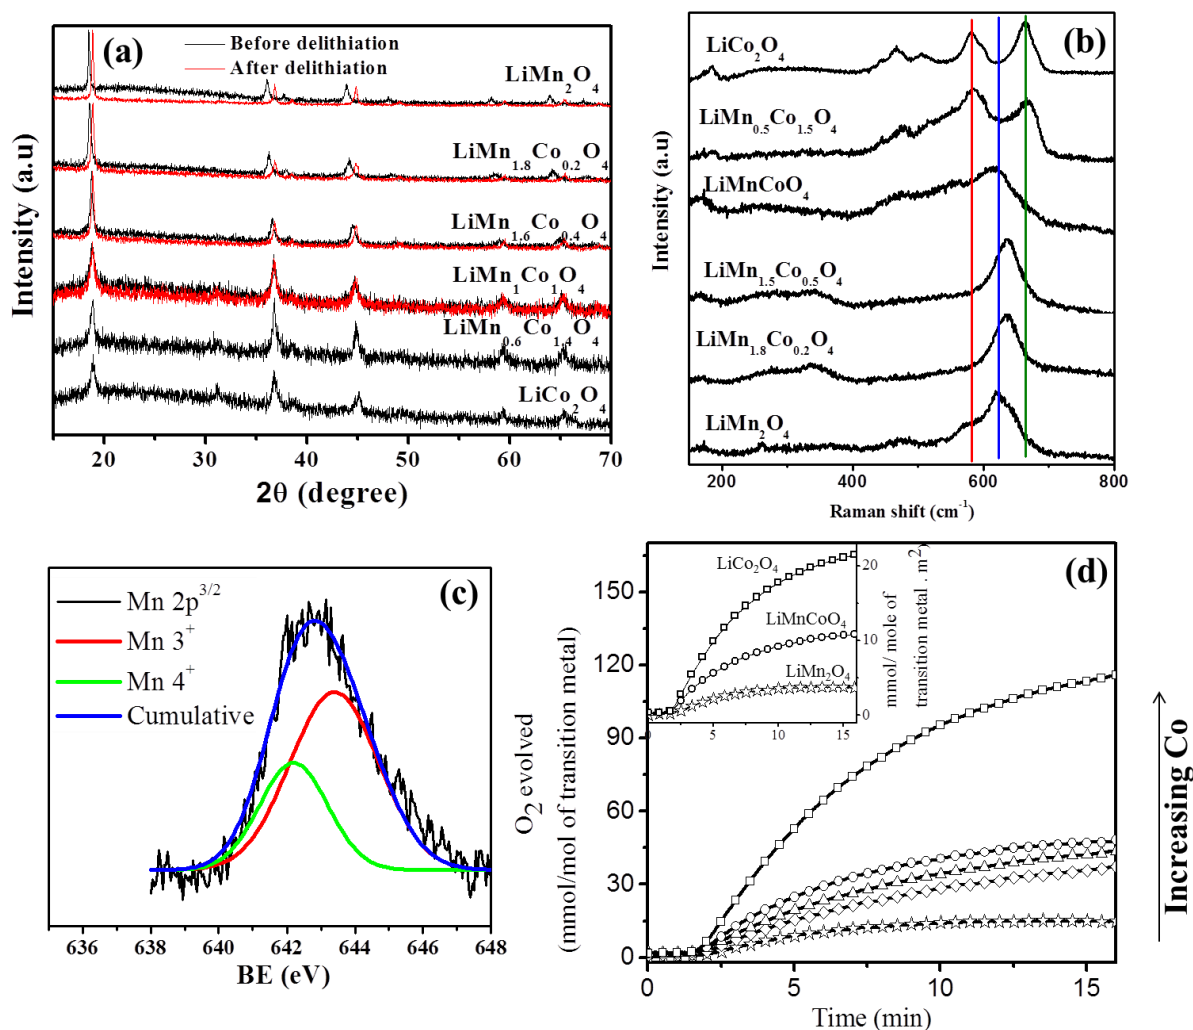 (a)
Before delithiation
After delithiation
LiMn2O4
LiMn1.8Co0.2O4
LiMn1.6Co0.4O4
LiMn1Co1O4
LiMn0.6Co1.4O4
LiCo2O4
Intensity (a.u)
20 30 40 50 60 70
2θ (degree)
(b)
LiCo2O4
LiMn0.5Co1.5O4
LiMnCoO4
LiMn1.5Co0.5O4
LiMn1.8Co0.2O4
LiMn2O4
Intensity (a.u)
200 400 600 800
Raman shift (cm-1)
(c)
Mn 2p3/2
Mn 3+
Mn 4+
Cumulative
636 638 640 642 644 646 648
BE (eV)
(d)
150
120
90
60
30
0
O2 evolved
(mmol/mol of transition metal)
0 5 10 15
Time (min)
LiCo2O4
LiMnCoO4
LiMn2O4
20
10
0
0 5 10 15
mmol/ mole of
transition metal . m2)
Increasing Co